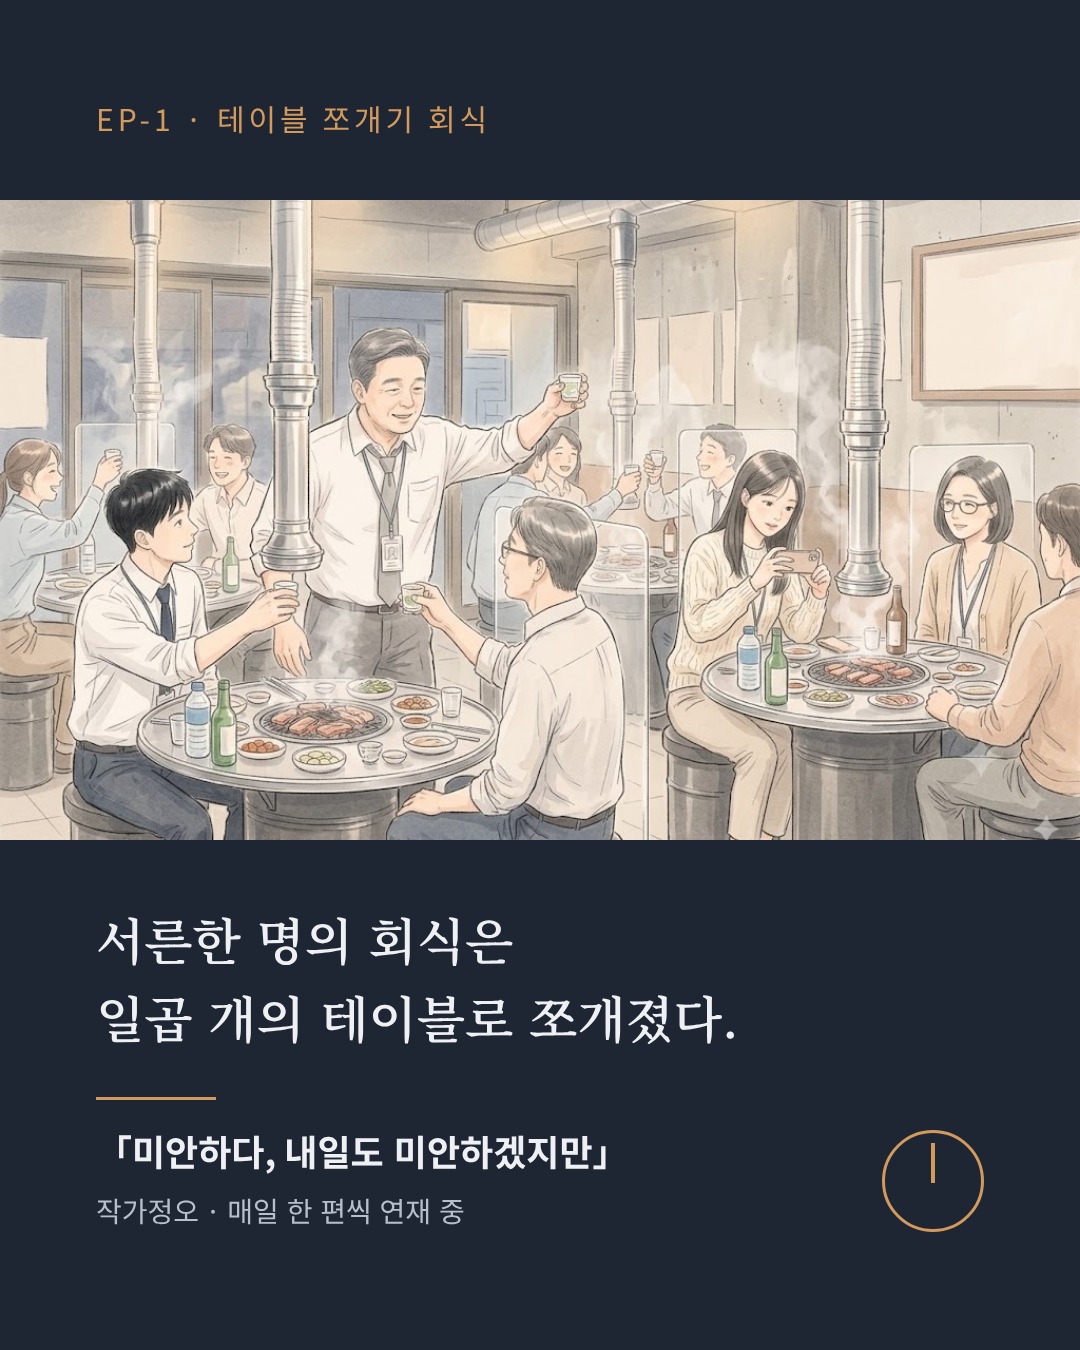 EP-1 · 테이블 쪼개기 회식
서른한 명의 회식은
일곱 개의 테이블로 쪼개졌다.
「미안하다, 내일도 미안하겠지만」
작가정오 · 매일 한 편씩 연재 중